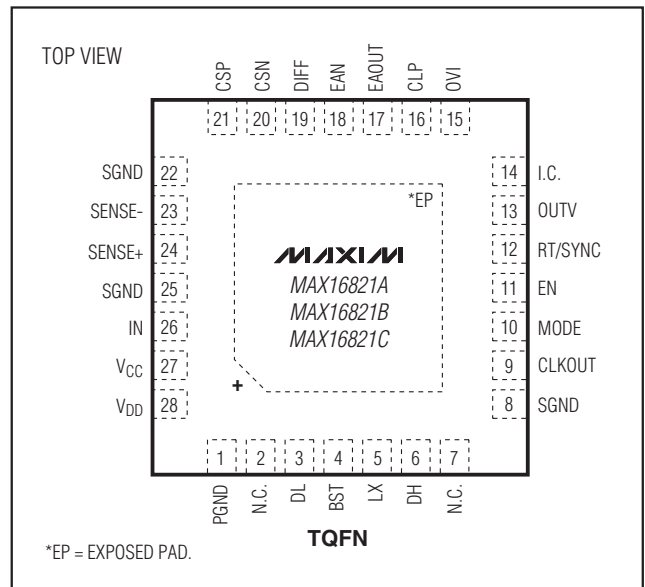 TOP VIEW
CSP
CSN
DIFF
EAN
EAOUT
CLP
OVI
21 20 19 18 17 16 15
SGND 22
SENSE- 23
SENSE+ 24
SGND 25
IN 26
VCC 27
VDD 28
*EP
MAXIM
MAX16821A
MAX16821B
MAX16821C
+
14 I.C.
13 OUTV
12 RT/SYNC
11 EN
10 MODE
9 CLKOUT
8 SGND
1 2 3 4 5 6 7
PGND
N.C.
DL
BST
LX
DH
N.C.
TQFN
*EP = EXPOSED PAD.